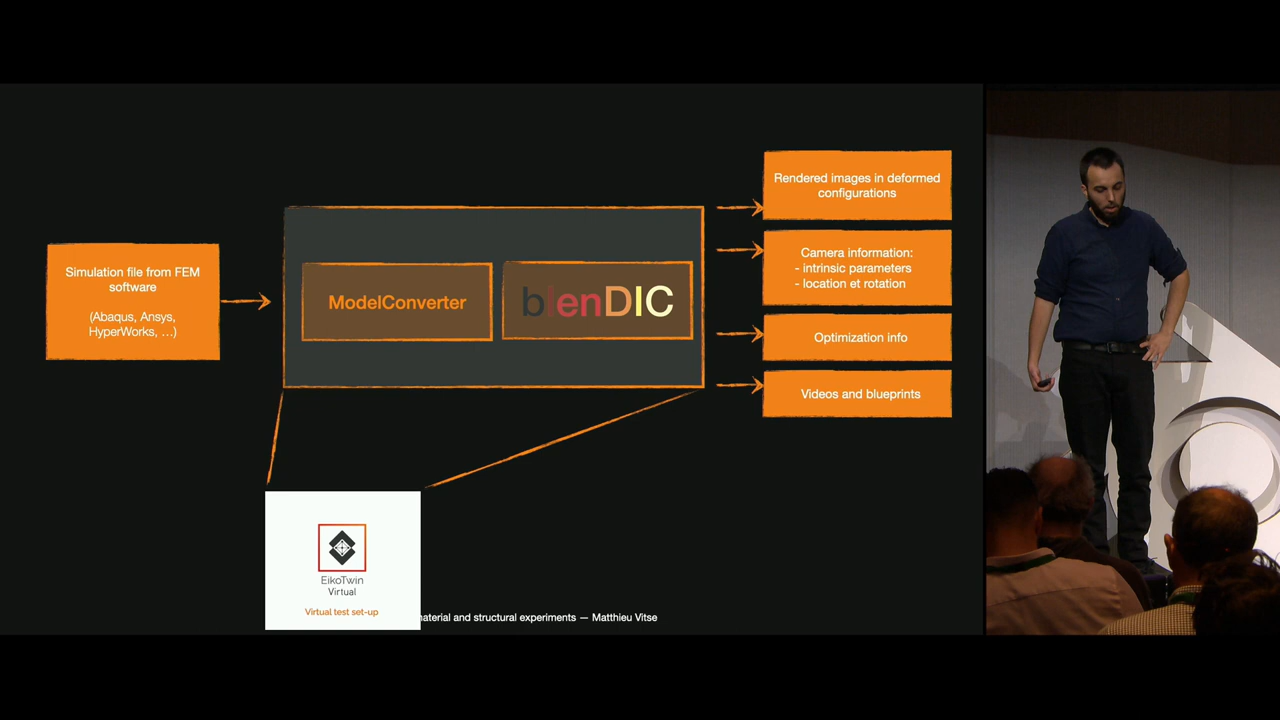 Simulation file from FEM
software
(Abaqus, Ansys,
HyperWorks, …)
ModelConverter
blenDIC
Rendered images in deformed
configurations
Camera information:
- intrinsic parameters
- location et rotation
Optimization info
Videos and blueprints
EikoTwin
Virtual
Virtual test set-up
material and structural experiments — Matthieu Vitse